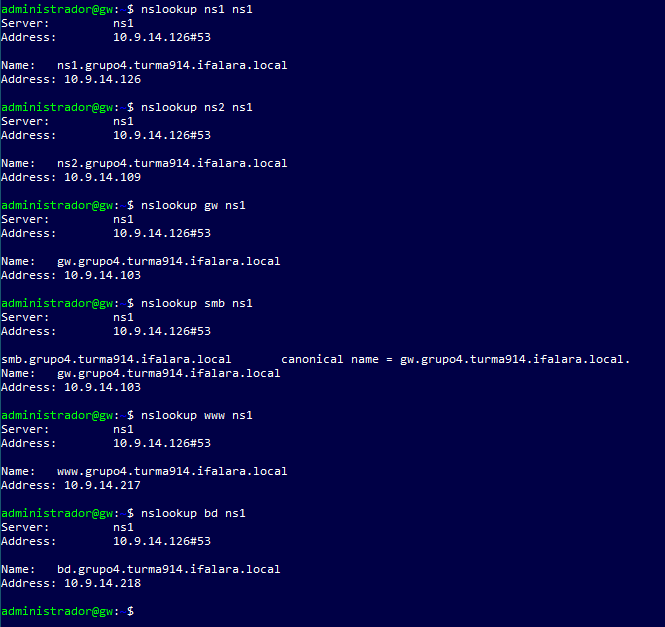 administrador@gw: $ nslookup ns1 ns1
Server: ns1
Address: 10.9.14.126#53
Name: ns1.grupo4.turma914.ifalara.local
Address: 10.9.14.126
administrador@gw: $ nslookup ns2 ns1
Server: ns1
Address: 10.9.14.126#53
Name: ns2.grupo4.turma914.ifalara.local
Address: 10.9.14.109
administrador@gw: $ nslookup gw ns1
Server: ns1
Address: 10.9.14.126#53
Name: gw.grupo4.turma914.ifalara.local
Address: 10.9.14.103
administrador@gw: $ nslookup smb ns1
Server: ns1
Address: 10.9.14.126#53
smb.grupo4.turma914.ifalara.local canonical name = gw.grupo4.turma914.ifalara.local.
Name: gw.grupo4.turma914.ifalara.local
Address: 10.9.14.103
administrador@gw: $ nslookup www ns1
Server: ns1
Address: 10.9.14.126#53
Name: www.grupo4.turma914.ifalara.local
Address: 10.9.14.217
administrador@gw: $ nslookup bd ns1
Server: ns1
Address: 10.9.14.126#53
Name: bd.grupo4.turma914.ifalara.local
Address: 10.9.14.218
administrador@gw: $